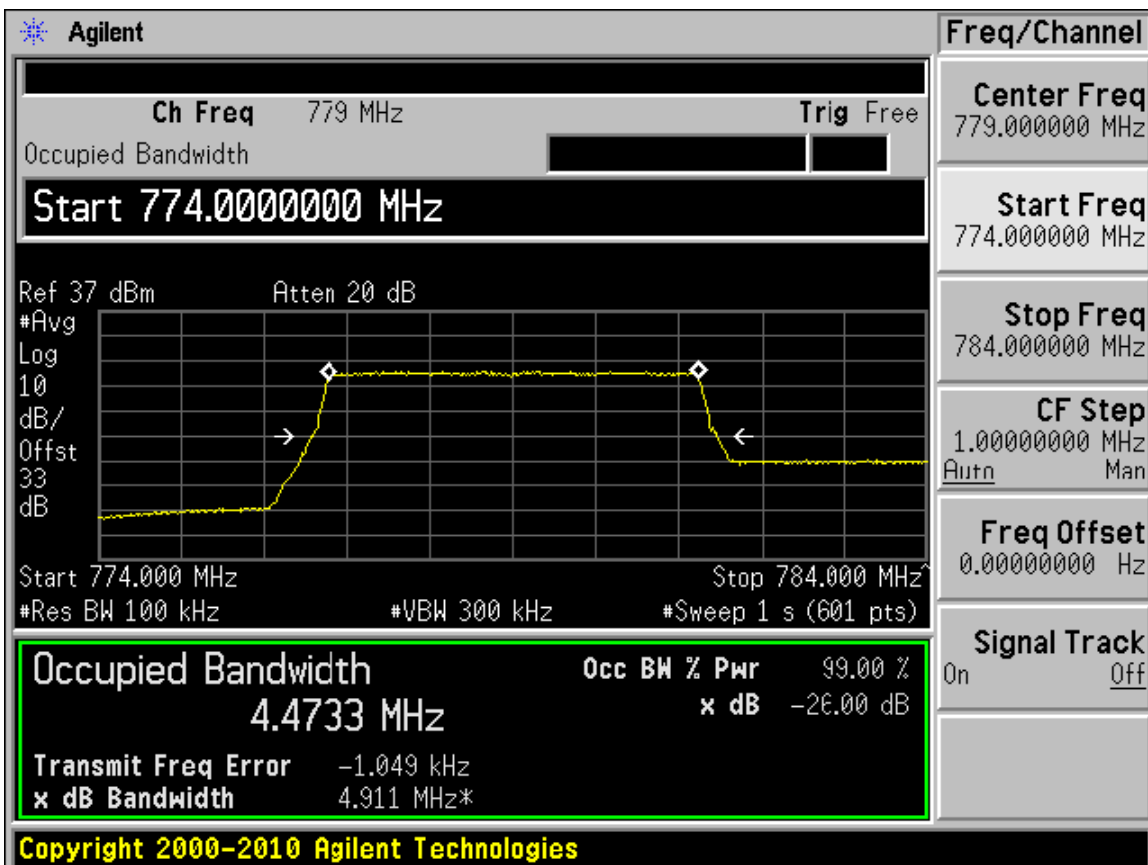 Agilent
Freq/Channel
Ch Freq 779 MHz Trig Free
Occupied Bandwidth
Start 774.0000000 MHz
Ref 37 dBm Atten 20 dB
#Avg
Log
10
dB/
Offst
33
dB
Start 774.000 MHz Stop 784.000 MHz^
#Res BW 100 kHz #VBW 300 kHz #Sweep 1 s (601 pts)
Occupied Bandwidth
4.4733 MHz
Occ BW % Pwr 99.00 %
x dB -26.00 dB
Transmit Freq Error -1.049 kHz
x dB Bandwidth 4.911 MHz*
Center Freq
779.000000 MHz
Start Freq
774.000000 MHz
Stop Freq
784.000000 MHz
CF Step
1.00000000 MHz
Auto Man
Freq Offset
0.00000000 Hz
Signal Track
On Off
Copyright 2000-2010 Agilent Technologies